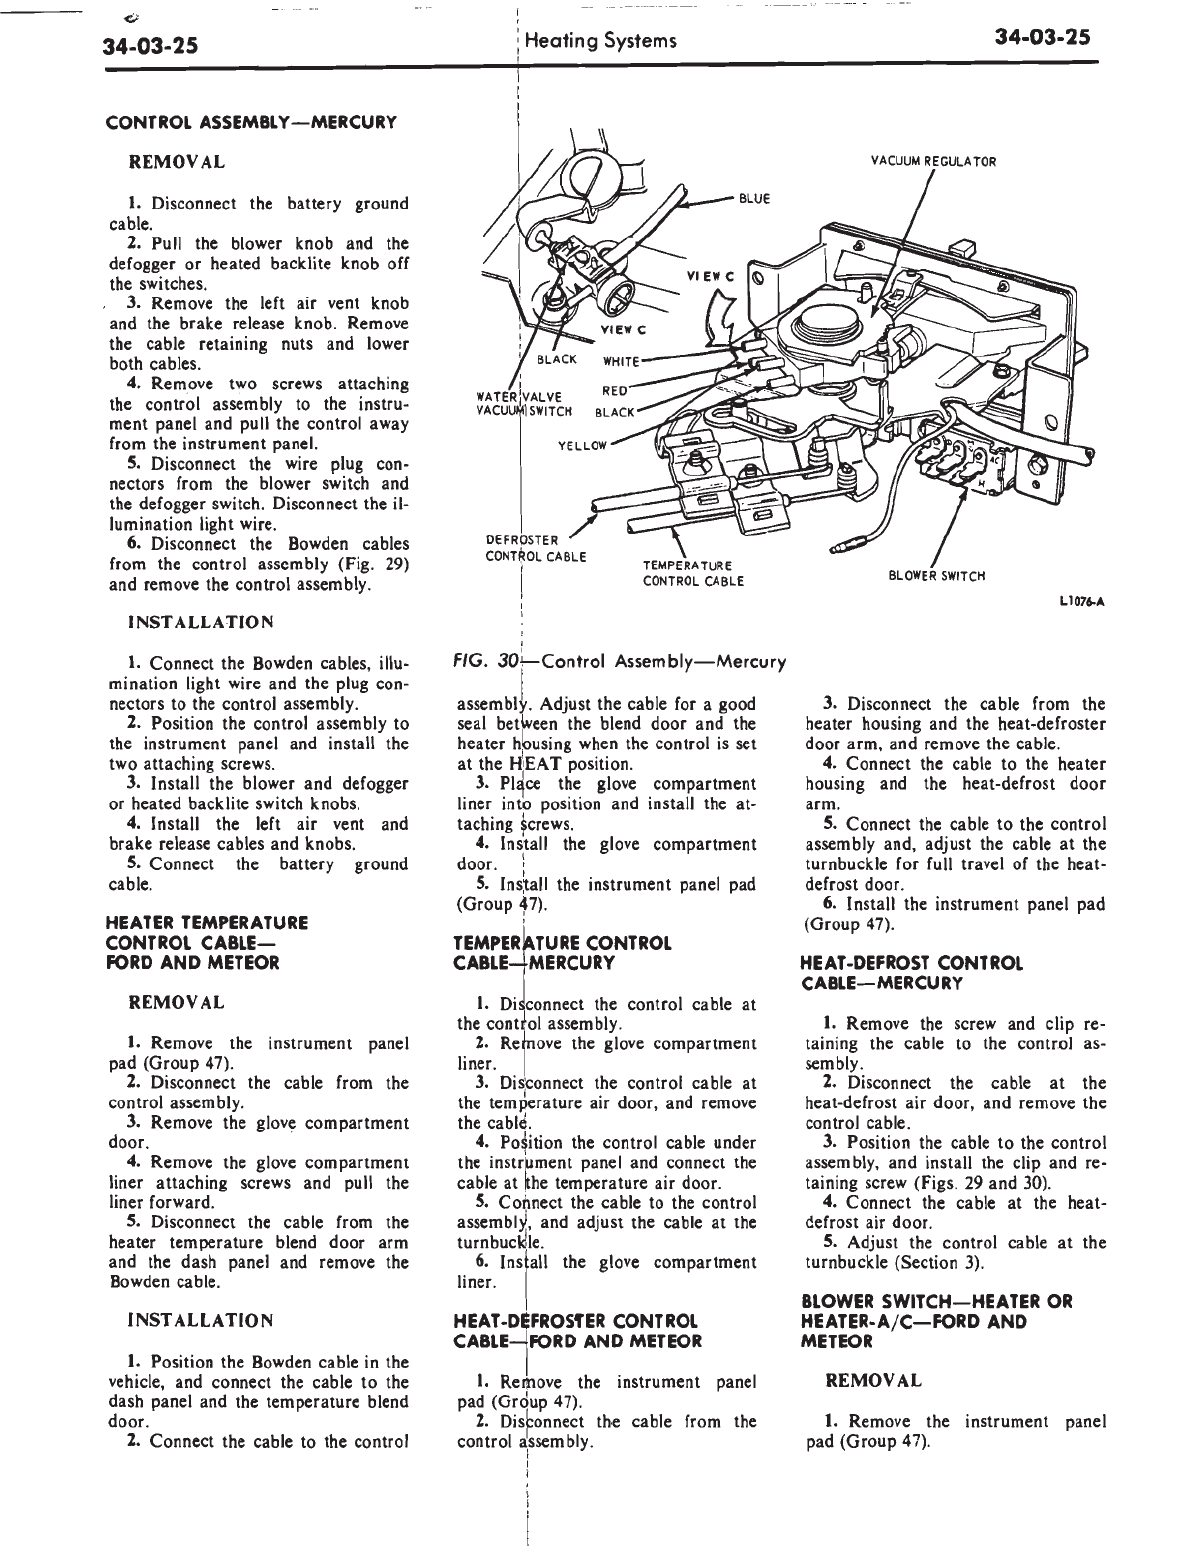 34-03-25
Heating Systems
34-03-25
CONTROL ASSEMBLY—MERCURY
REMOVAL
1. Disconnect the battery ground
cable.
2. Pull the blower knob and the
defogger or heated backlite knob off
the switches.
3. Remove the left air vent knob
and the brake release knob. Remove
the cable retaining nuts and lower
both cables.
4. Remove two screws attaching
the control assembly to the instru-
ment panel and pull the control away
from the instrument panel.
5. Disconnect the wire plug con-
nectors from the blower switch and
the defogger switch. Disconnect the il-
lumination light wire.
6. Disconnect the Bowden cables
from the control assembly (Fig. 29)
and remove the control assembly.
INSTALLATION
1. Connect the Bowden cables, illu-
mination light wire and the plug con-
nectors to the control assembly.
2. Position the control assembly to
the instrument panel and install the
two attaching screws.
3. Install the blower and defogger
or heated backlite switch knobs.
4. Install the left air vent and
brake release cables and knobs.
5. Connect the battery ground
cable.
HEATER TEMPERATURE
CONTROL CABLE—
FORD AND METEOR
REMOVAL
1. Remove the instrument panel
pad (Group 47).
2. Disconnect the cable from the
control assembly.
3. Remove the glove compartment
door.
4. Remove the glove compartment
liner attaching screws and pull the
liner forward.
5. Disconnect the cable from the
heater temperature blend door arm
and the dash panel and remove the
Bowden cable.
INSTALLATION
1. Position the Bowden cable in the
vehicle, and connect the cable to the
dash panel and the temperature blend
door.
2. Connect the cable to the control
VACUUM REGULATOR
BLUE
VIEW C
VIEW C
BLACK
WHITE
WATER VALVE
VACUUM SWITCH
RED
BLACK
YELLOW
DEFROSTER
CONTROL CABLE
TEMPERATURE
CONTROL CABLE
BLOWER SWITCH
L1076-A
FIG. 30—Control Assembly—Mercury
assembly. Adjust the cable for a good
seal between the blend door and the
heater housing when the control is set
at the HEAT position.
3. Place the glove compartment
liner into position and install the at-
taching screws.
4. Install the glove compartment
door.
5. Install the instrument panel pad
(Group 47).
TEMPERATURE CONTROL
CABLE—MERCURY
1. Disconnect the control cable at
the control assembly.
2. Remove the glove compartment
liner.
3. Disconnect the control cable at
the temperature air door, and remove
the cable.
4. Position the control cable under
the instrument panel and connect the
cable at the temperature air door.
5. Connect the cable to the control
assembly, and adjust the cable at the
turnbuckle.
6. Install the glove compartment
liner.
HEAT-DEFROSTER CONTROL
CABLE—FORD AND METEOR
1. Remove the instrument panel
pad (Group 47).
2. Disconnect the cable from the
control assembly.
3. Disconnect the cable from the
heater housing and the heat-defroster
door arm, and remove the cable.
4. Connect the cable to the heater
housing and the heat-defrost door
arm.
5. Connect the cable to the control
assembly and, adjust the cable at the
turnbuckle for full travel of the heat-
defrost door.
6. Install the instrument panel pad
(Group 47).
HEAT-DEFROST CONTROL
CABLE—MERCURY
1. Remove the screw and clip re-
taining the cable to the control as-
sembly.
2. Disconnect the cable at the
heat-defrost air door, and remove the
control cable.
3. Position the cable to the control
assembly, and install the clip and re-
taining screw (Figs. 29 and 30).
4. Connect the cable at the heat-
defrost air door.
5. Adjust the control cable at the
turnbuckle (Section 3).
BLOWER SWITCH—HEATER OR
HEATER-A/C—FORD AND
METEOR
REMOVAL
1. Remove the instrument panel
pad (Group 47).